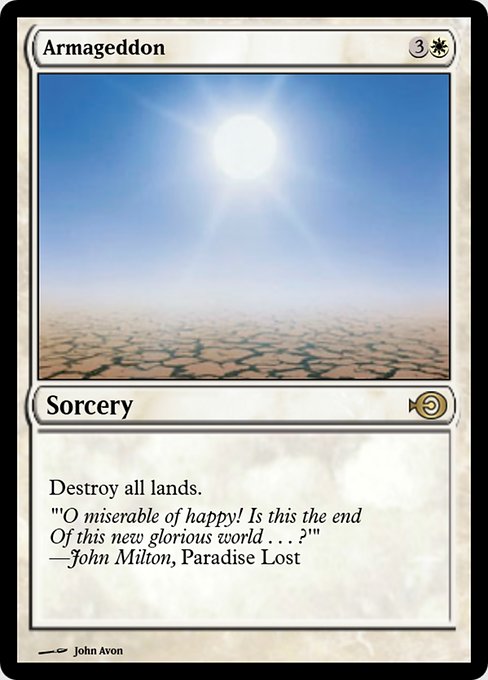 Armageddon 3
Sorcery
Destroy all lands.
"'O miserable of happy! Is this the end
Of this new glorious world . . . ?'"
—John Milton, Paradise Lost
John Avon